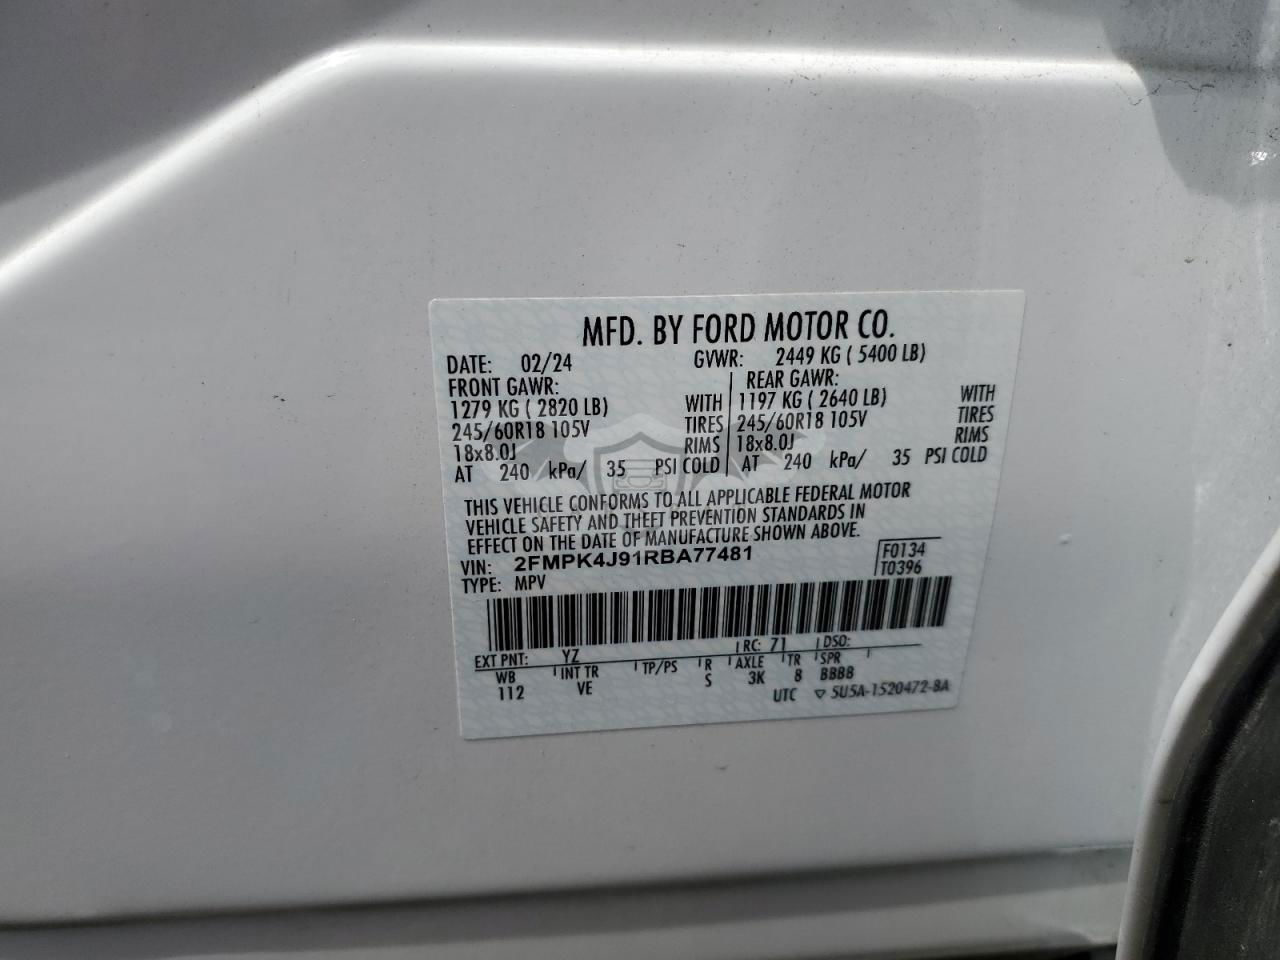 MFD. BY FORD MOTOR CO.
DATE: 02/24 GVWR: 2449 KG ( 5400 LB)
FRONT GAWR: REAR GAWR:
1279 KG ( 2820 LB) WITH 1197 KG ( 2640 LB) WITH
245/60R18 105V TIRES 245/60R18 105V TIRES
18x8.0J RIMS 18x8.0J RIMS
AT 240 kPa/ 35 PSI COLD AT 240 kPa/ 35 PSI COLD
THIS VEHICLE CONFORMS TO ALL APPLICABLE FEDERAL MOTOR
VEHICLE SAFETY AND THEFT PREVENTION STANDARDS IN
EFFECT ON THE DATE OF MANUFACTURE SHOWN ABOVE.
VIN: 2FMPK4J91RBA77481 F0134
TYPE: MPV T0396
EXT PNT: YZ RC: 71 DSO:
WB INT TR TP/PS R AXLE TR SPR
112 VE S 3K 8 BBBB
UTC ▽ 5U5A-1520472-BA